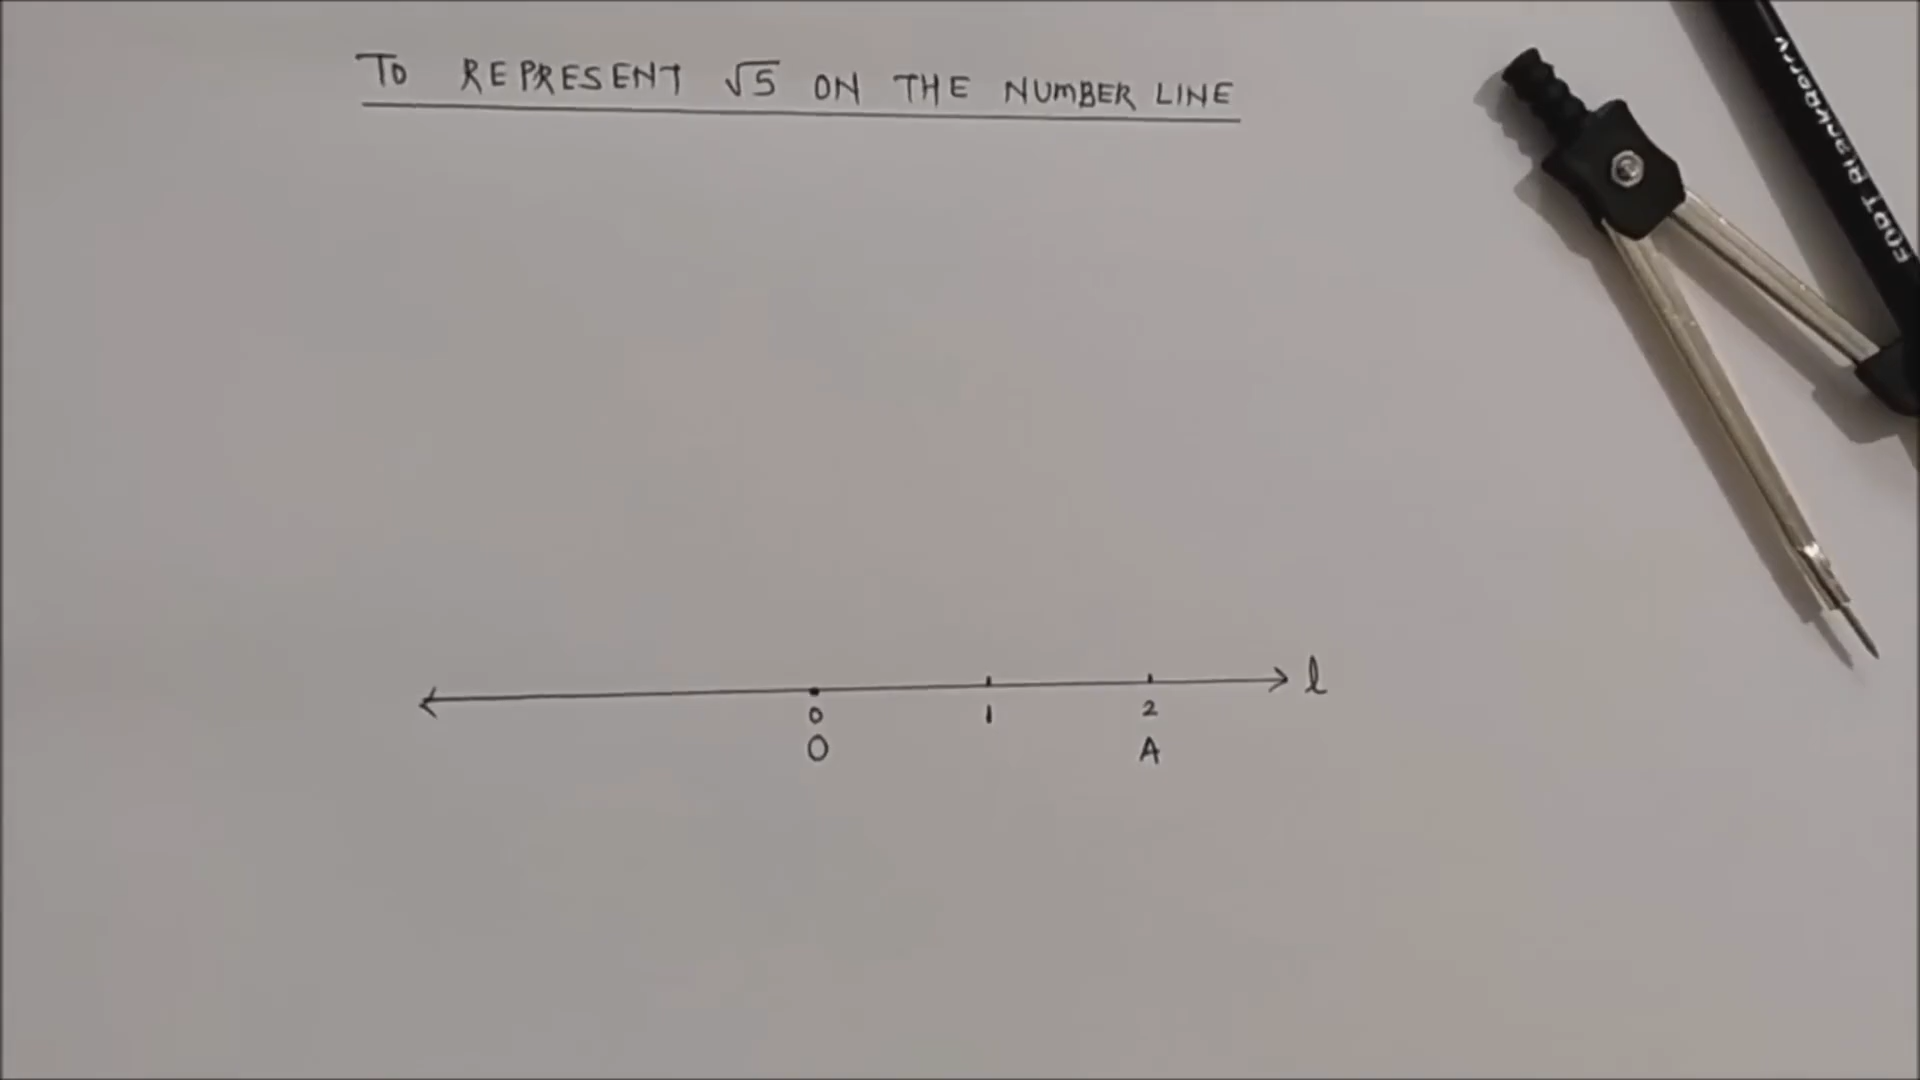 TO REPRESENT √5 ON THE NUMBER LINE
l
0 1 2
O A